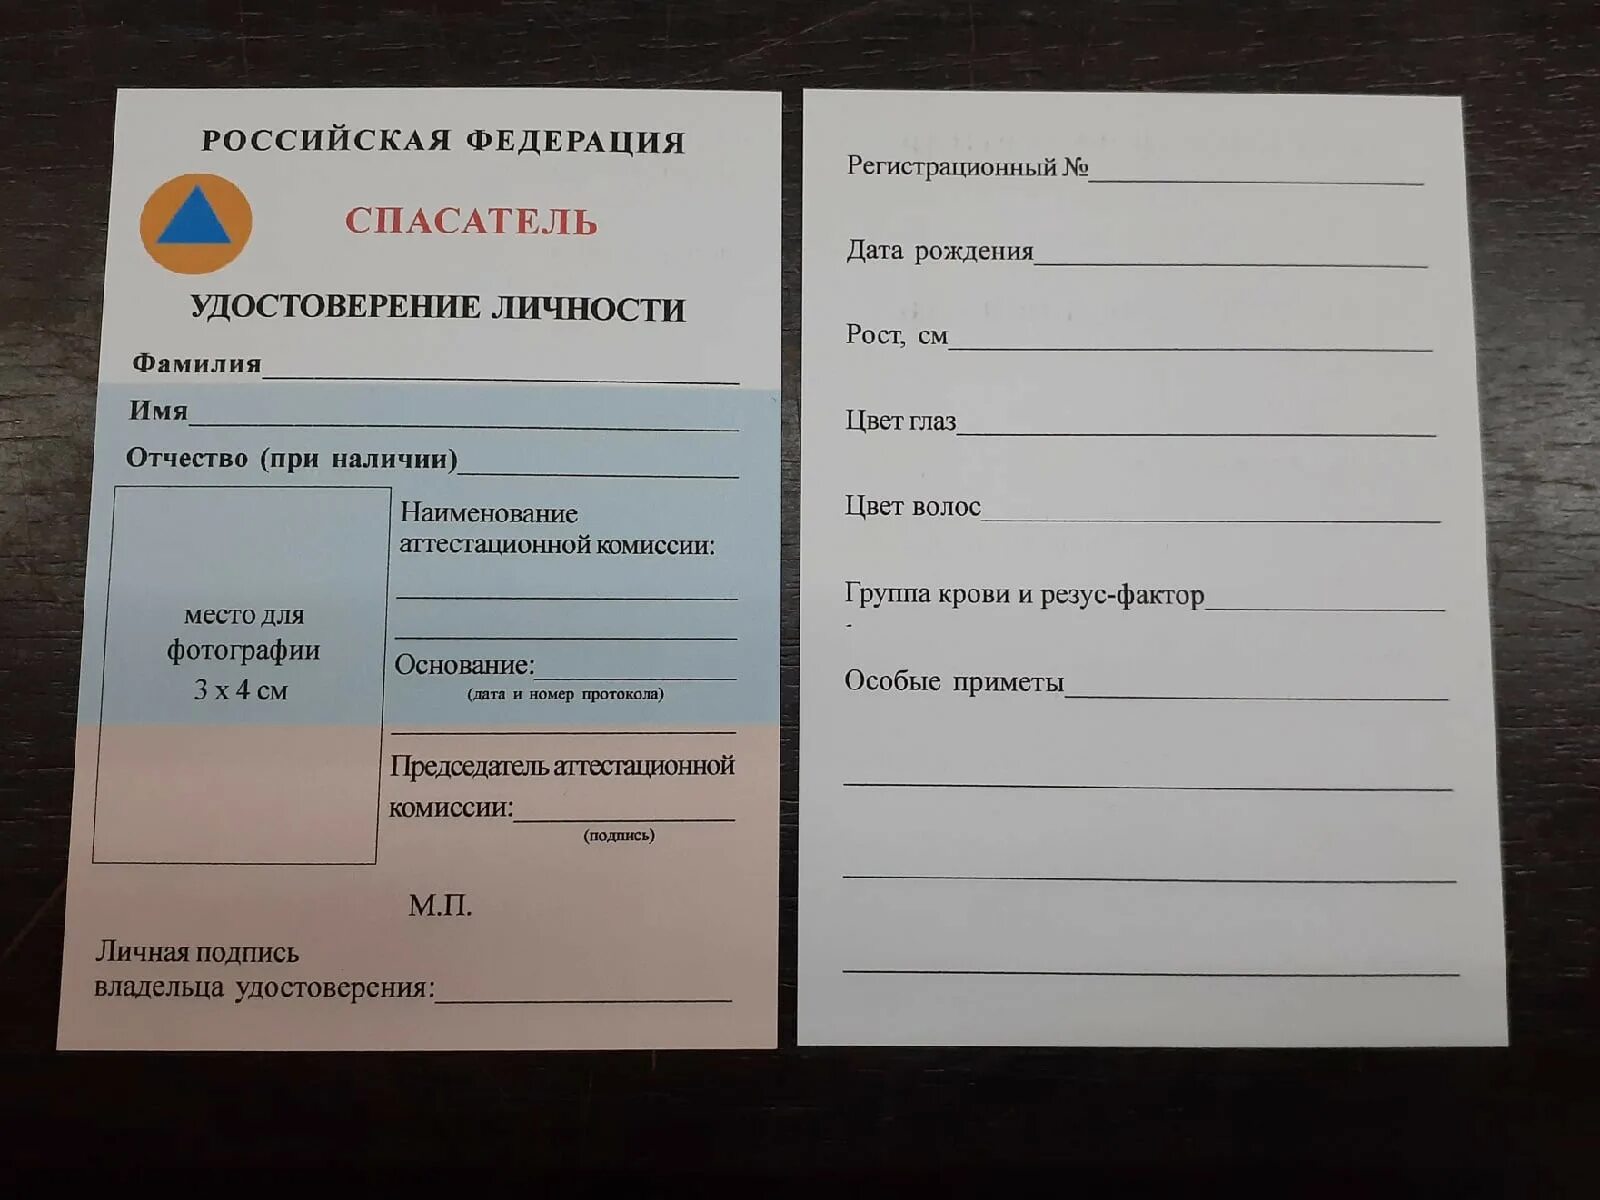 РОССИЙСКАЯ ФЕДЕРАЦИЯ
СПАСАТЕЛЬ
УДОСТОВЕРЕНИЕ ЛИЧНОСТИ
Фамилия
Имя
Отчество (при наличии)
место для
фотографии
3 х 4 см
Наименование
аттестационной комиссии:
Основание:
(дата и номер протокола)
Председатель аттестационной
комиссии:
(подпись)
М.П.
Личная подпись
владельца удостоверения:
Регистрационный №
Дата рождения
Рост, см
Цвет глаз
Цвет волос
Группа крови и резус-фактор
Особые приметы